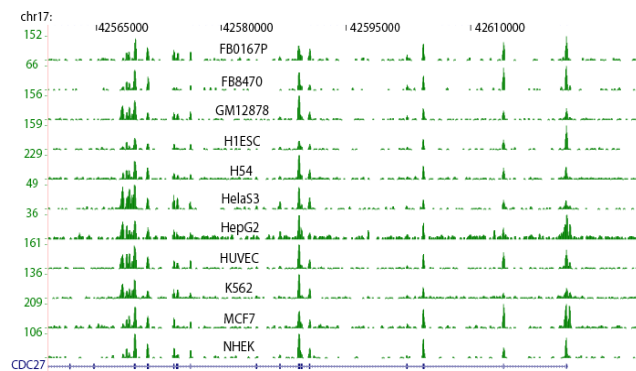 chr17:
42565000 42580000 42595000 42610000
152 FB0167P
66 FB8470
156 GM12878
159 H1ESC
229 H54
49 HelaS3
36 HepG2
161 HUVEC
136 K562
209 MCF7
106 NHEK
CDC27